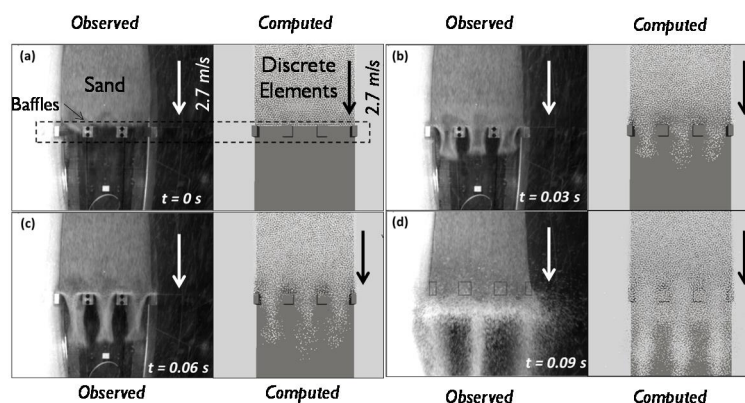 Observed Computed Observed Computed
(a) Sand Baffles 2.7 m/s t = 0 s
Discrete Elements 2.7 m/s
(b) t = 0.03 s
(c) t = 0.06 s
(d) t = 0.09 s
Observed Computed Observed Computed